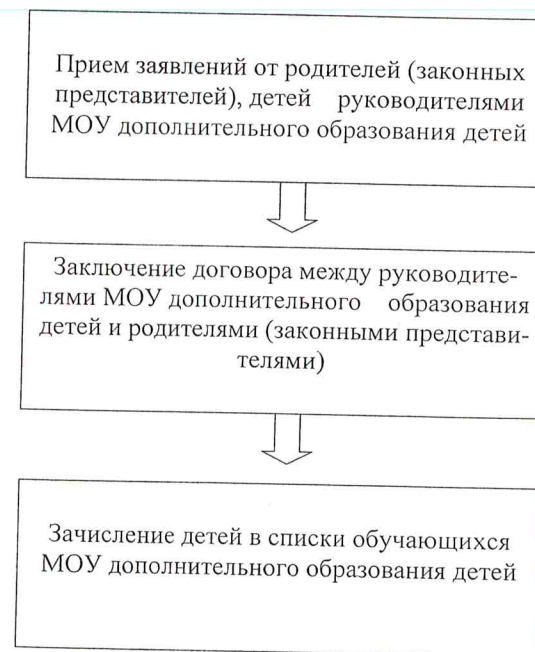 Прием заявлений от родителей (законных
представителей), детей руководителями
МОУ дополнительного образования детей
Заключение договора между руководите-
лями МОУ дополнительного образования
детей и родителями (законными представи-
телями)
Зачисление детей в списки обучающихся
МОУ дополнительного образования детей